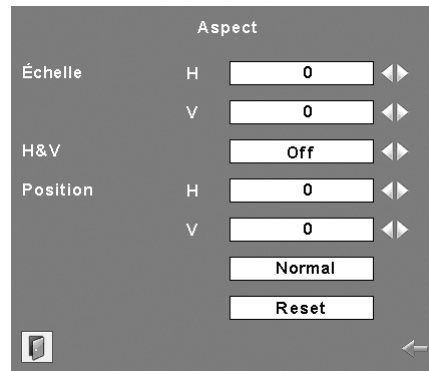 Aspect
Échelle H 0
V 0
H&V Off
Position H 0
V 0
Normal
Reset